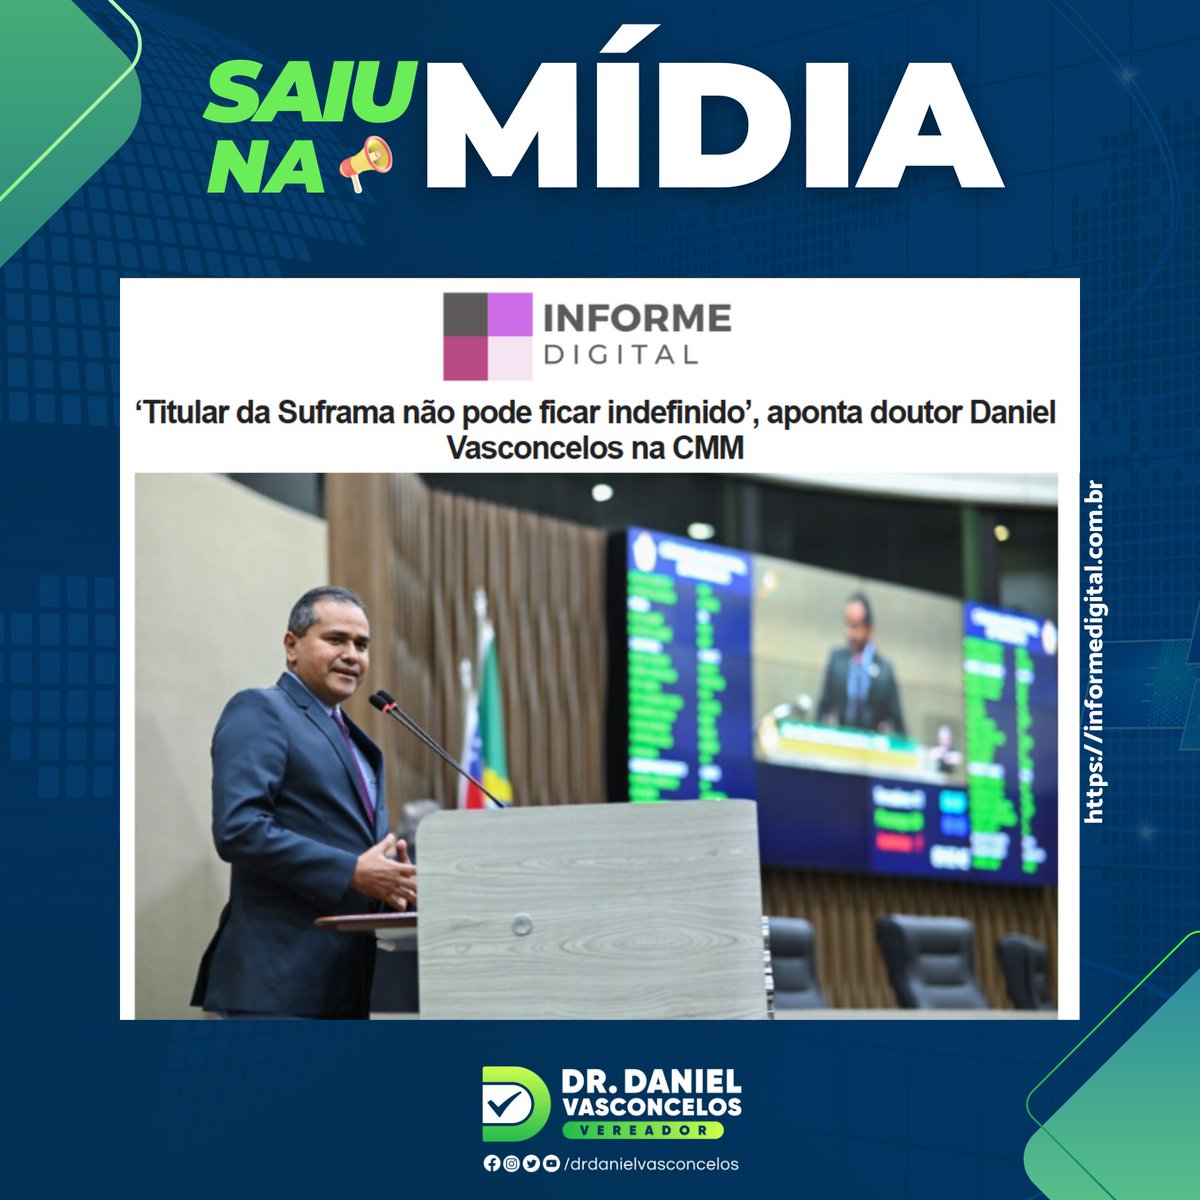 SAIU
NA
MÍDIA
INFORME
DIGITAL
‘Titular da Suframa não pode ficar indefinido’, aponta doutor Daniel
Vasconcelos na CMM
https://informedigital.com.br
DR. DANIEL
VASCONCELOS
VEREADOR
/drdanielvasconcelos